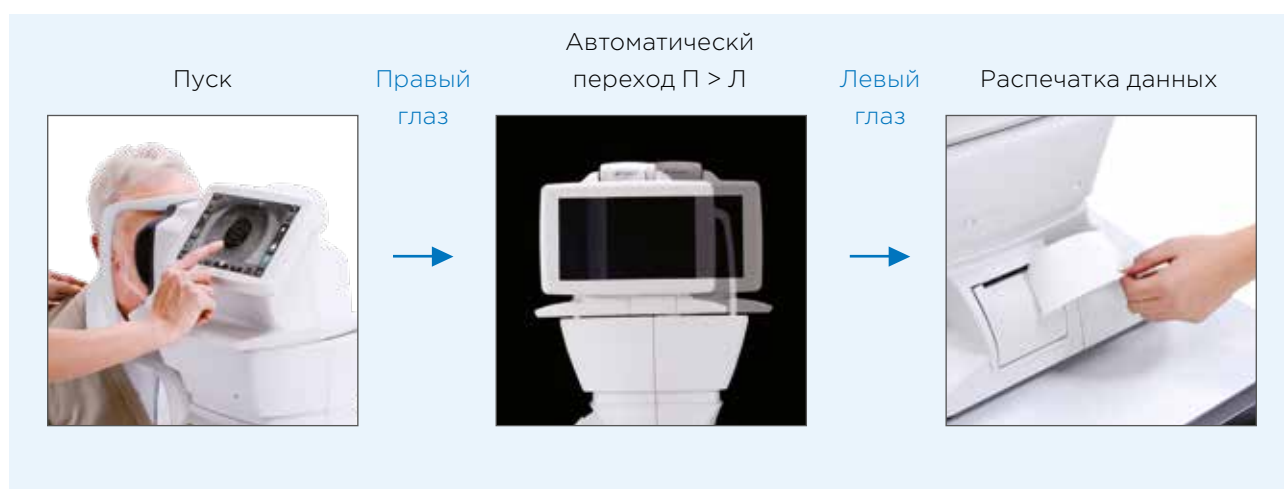 Пуск
Правый
глаз
Автоматическй
переход П > Л
Левый
глаз
Распечатка данных